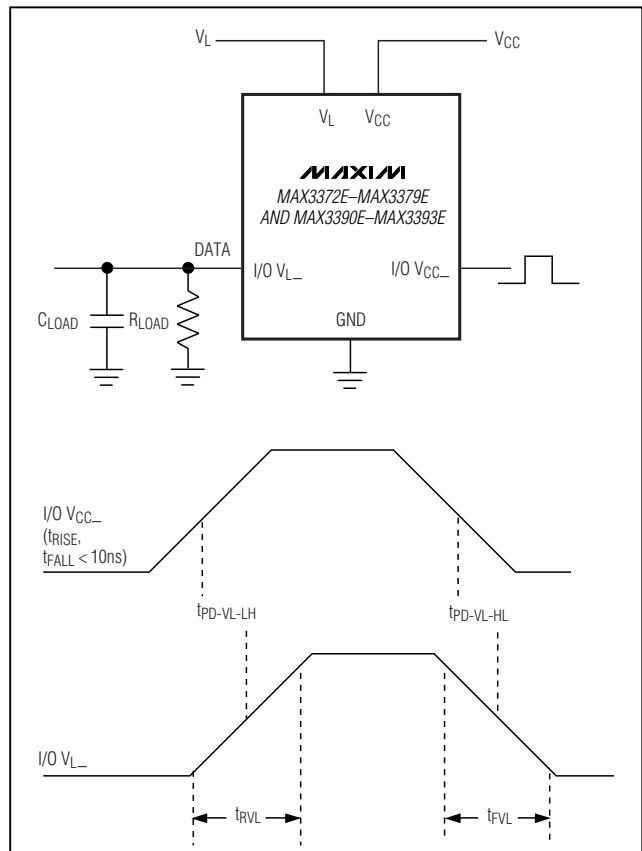 VL
VCC
VL VCC
MAXIM
MAX3372E–MAX3379E
AND MAX3390E–MAX3393E
DATA
I/O VL_
I/O VCC_
CLOAD
RLOAD
GND
I/O VCC_
(tRISE,
tFALL < 10ns)
tPD-VL-LH
tPD-VL-HL
I/O VL_
tRVL
tFVL